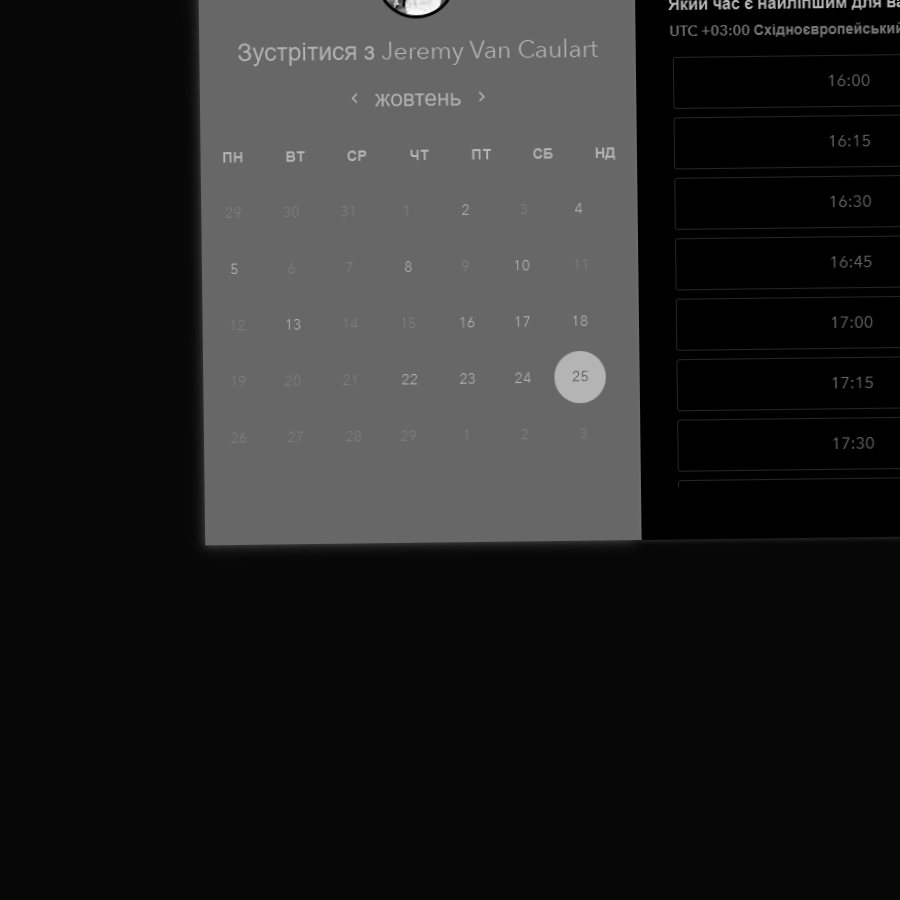 Зустрітися з Jeremy Van Caulart
‹ жовтень ›
ПН ВТ СР ЧТ ПТ СБ НД
29 30 31 1 2 3 4
5 6 7 8 9 10 11
12 13 14 15 16 17 18
19 20 21 22 23 24 25
26 27 28 29 1 2 3
Який час є найліпшим для
UTC +03:00 Східноєвропейський
16:00
16:15
16:30
16:45
17:00
17:15
17:30